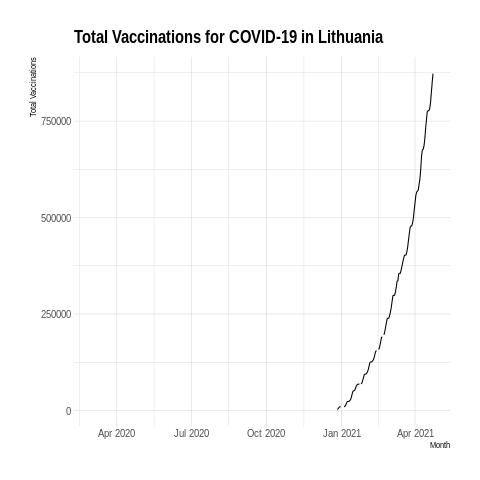 Total Vaccinations for COVID-19 in Lithuania
Total Vaccinations
750000
500000
250000
0
Apr 2020 Jul 2020 Oct 2020 Jan 2021 Apr 2021
Month